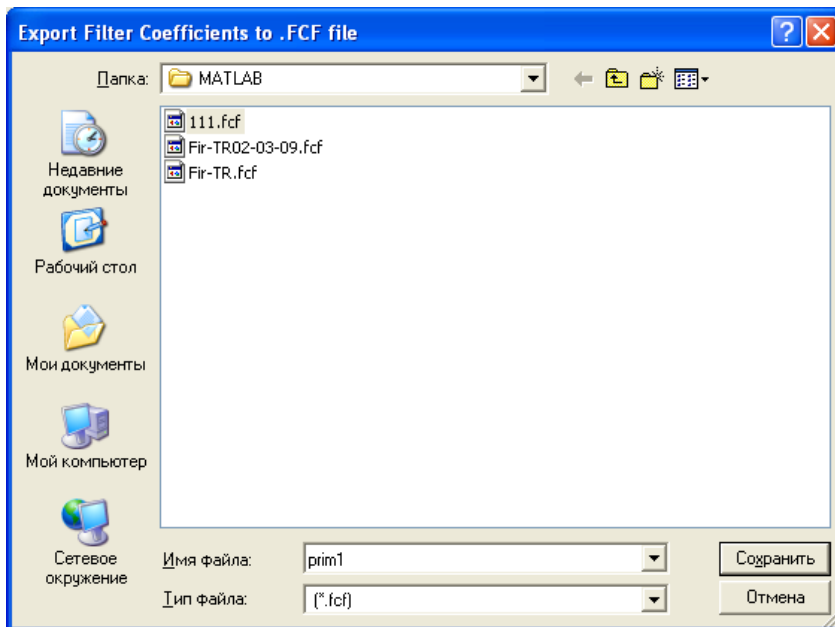 Export Filter Coefficients to .FCF file
Папка: MATLAB
111.fcf
Fir-TR02-03-09.fcf
Fir-TR.fcf
Недавние
документы
Рабочий стол
Мои документы
Мой компьютер
Сетевое
окружение
Имя файла: prim1 Сохранить
Тип файла: (*.fcf) Отмена